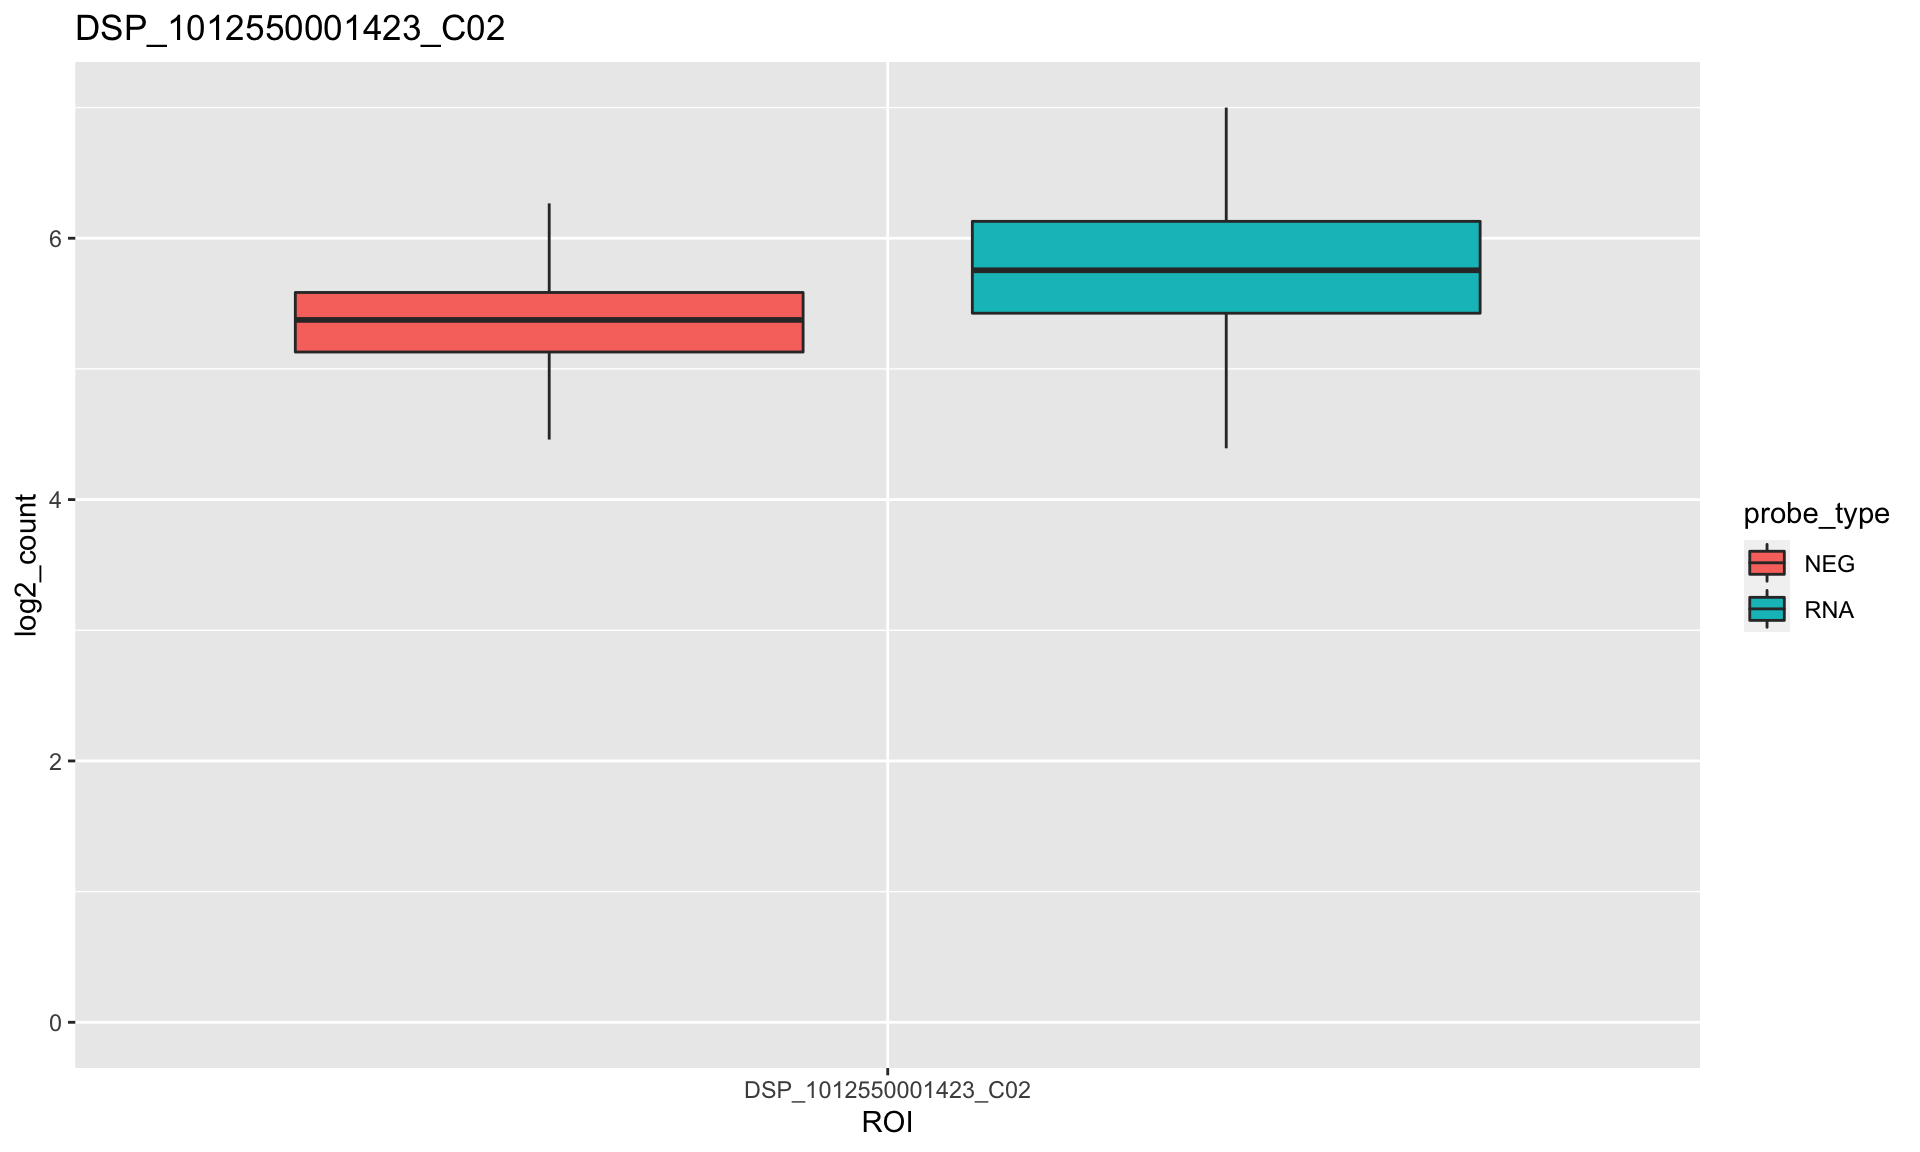 DSP_1012550001423_C02
log2_count
6
4
2
0
DSP_1012550001423_C02
ROI
probe_type
NEG
RNA